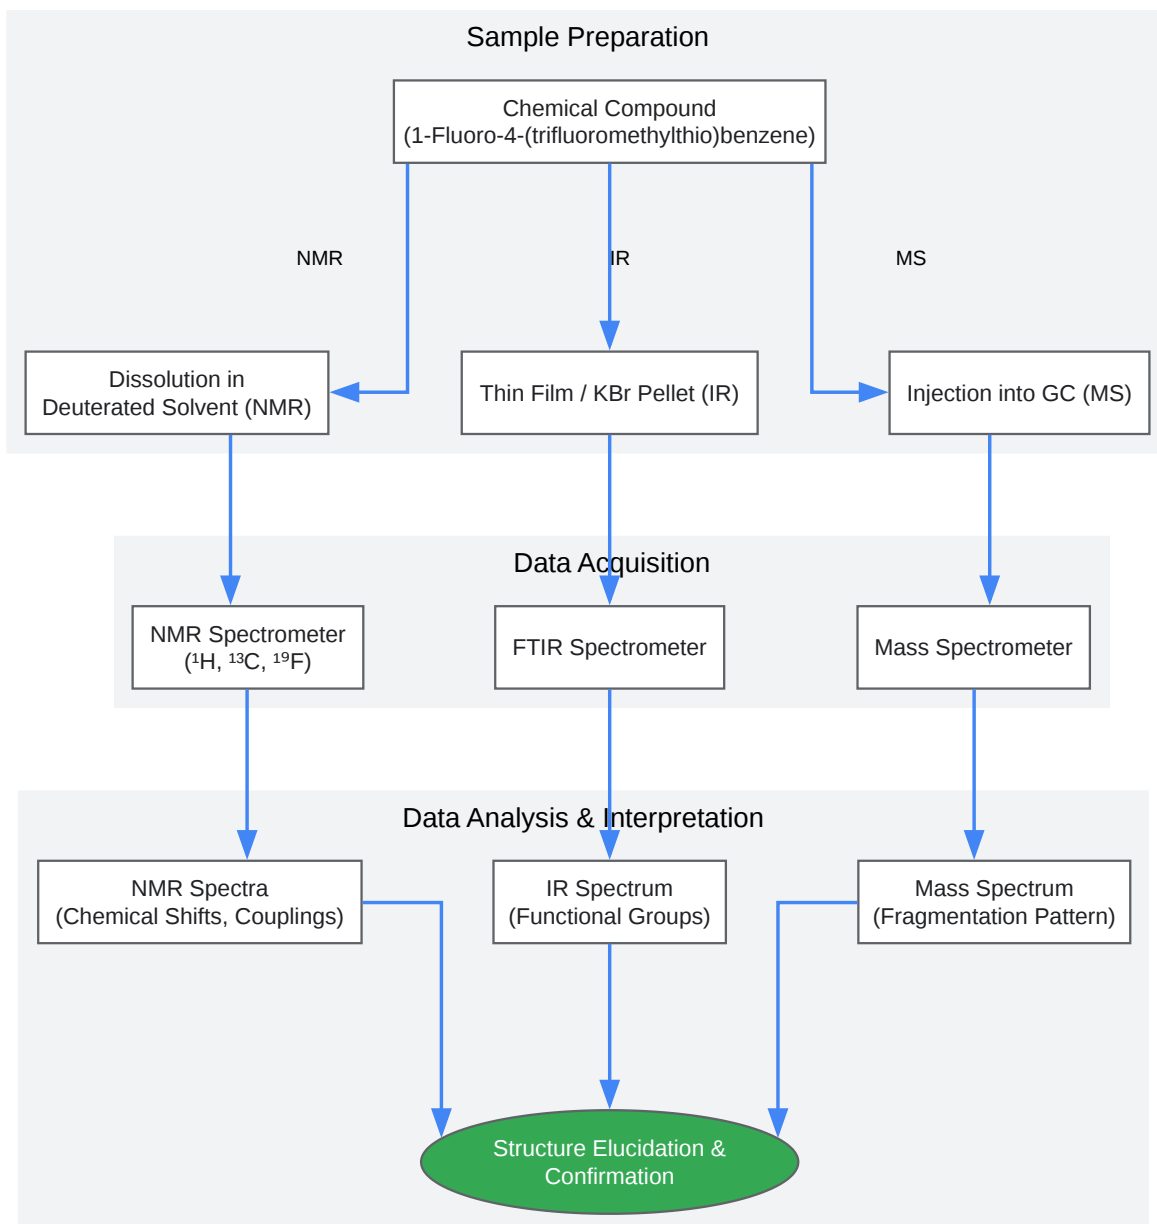 Sample Preparation
Chemical Compound
(1-Fluoro-4-(trifluoromethylthio)benzene)
NMR
IR
MS
Dissolution in
Deuterated Solvent (NMR)
Thin Film / KBr Pellet (IR)
Injection into GC (MS)
Data Acquisition
NMR Spectrometer
(¹H, ¹³C, ¹⁹F)
FTIR Spectrometer
Mass Spectrometer
Data Analysis & Interpretation
NMR Spectra
(Chemical Shifts, Couplings)
IR Spectrum
(Functional Groups)
Mass Spectrum
(Fragmentation Pattern)
Structure Elucidation &
Confirmation